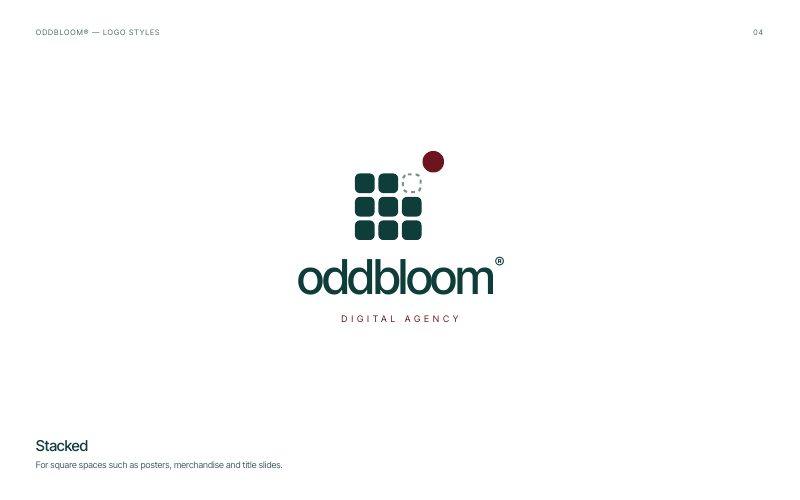 ODDBLOOM® — LOGO STYLES
04
oddbloom®
DIGITAL AGENCY
Stacked
For square spaces such as posters, merchandise and title slides.